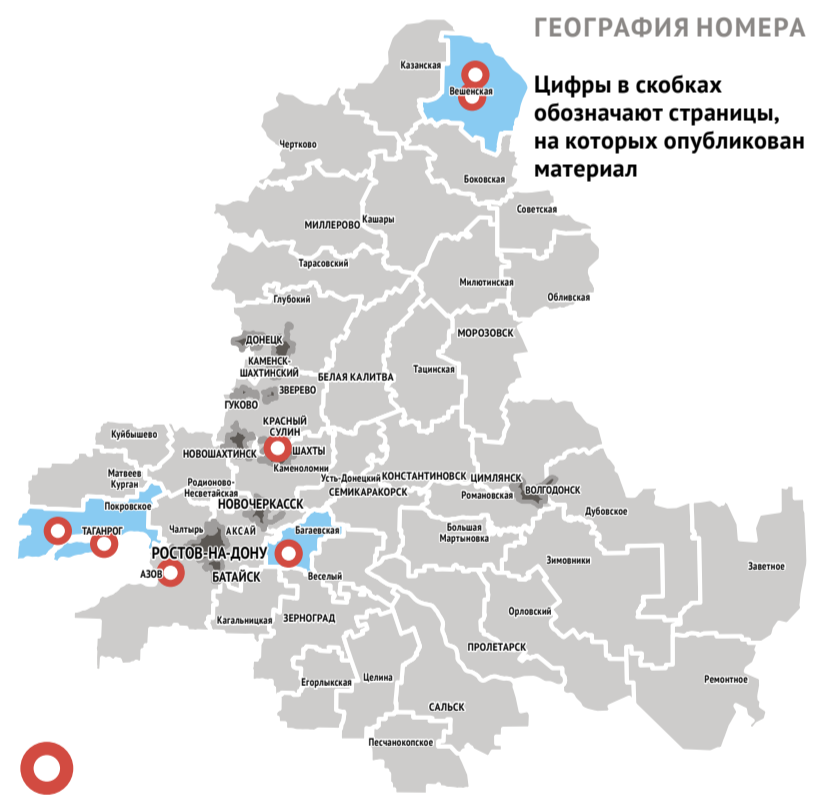 ГЕОГРАФИЯ НОМЕРА
Цифры в скобках
обозначают страницы,
на которых опубликован
материал
Казанская
Вешенская
Чертково
Боковская
Советская
МИЛЛЕРОВО
Кашары
Тарасовский
Милютинская
Обливская
Глубокий
МОРОЗОВСК
ДОНЕЦК
КАМЕНСК-
ШАХТИНСКИЙ
Тацинская
БЕЛАЯ КАЛИТВА
ЗВЕРЕВО
ГУКОВО
КРАСНЫЙ
СУЛИН
Куйбышево
НОВОШАХТИНСК
ШАХТЫ
Каменоломни
Матвеев
Курган
Усть-Донецкий
КОНСТАНТИНОВСК
ЦИМЛЯНСК
Родионово-
Несветайская
СЕМИКАРАКОРСК
Романовская
ВОЛГОДОНСК
Покровское
НОВОЧЕРКАССК
Дубовское
ТАГАНРОГ
Чалтырь
АКСАЙ
Багаевская
Большая
Мартыновка
РОСТОВ-НА-ДОНУ
Зимовники
Заветное
АЗОВ
БАТАЙСК
Веселый
Кагальницкая
ЗЕРНОГРАД
Орловский
ПРОЛЕТАРСК
Егорлыкская
Целина
Ремонтное
САЛЬСК
Песчанокопское